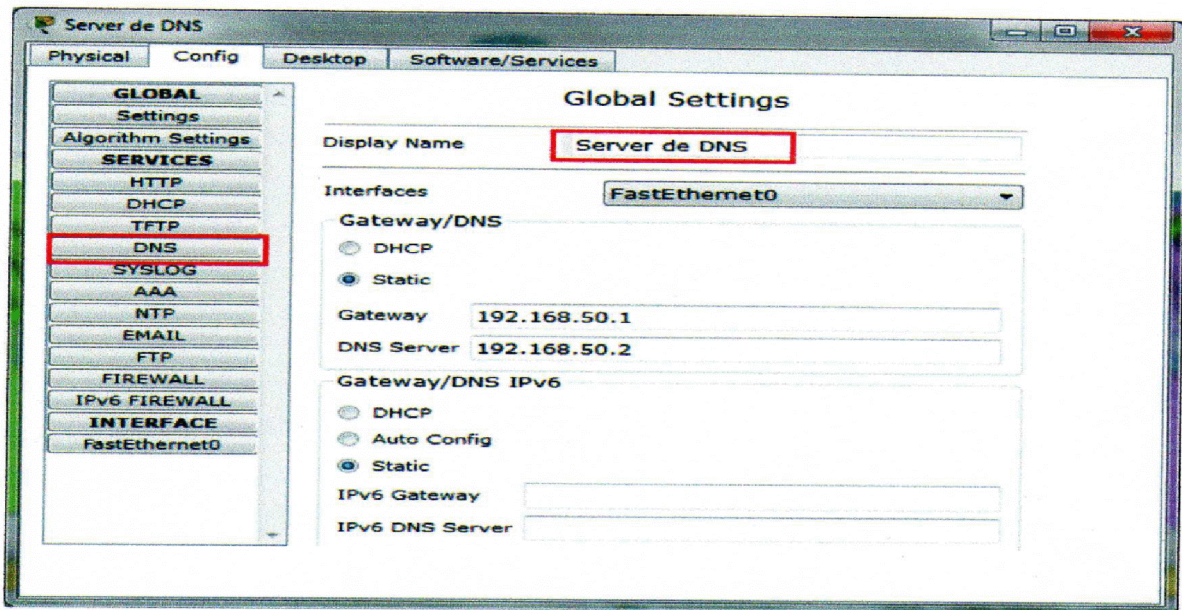 Server de DNS
Physical Config Desktop Software/Services
GLOBAL
Settings
Algorithm Settings
SERVICES
HTTP
DHCP
TFTP
DNS
SYSLOG
AAA
NTP
EMAIL
FTP
FIREWALL
IPv6 FIREWALL
INTERFACE
FastEthernet0
Global Settings
Display Name Server de DNS
Interfaces FastEthernet0
Gateway/DNS
DHCP
Static
Gateway 192.168.50.1
DNS Server 192.168.50.2
Gateway/DNS IPv6
DHCP
Auto Config
Static
IPv6 Gateway
IPv6 DNS Server